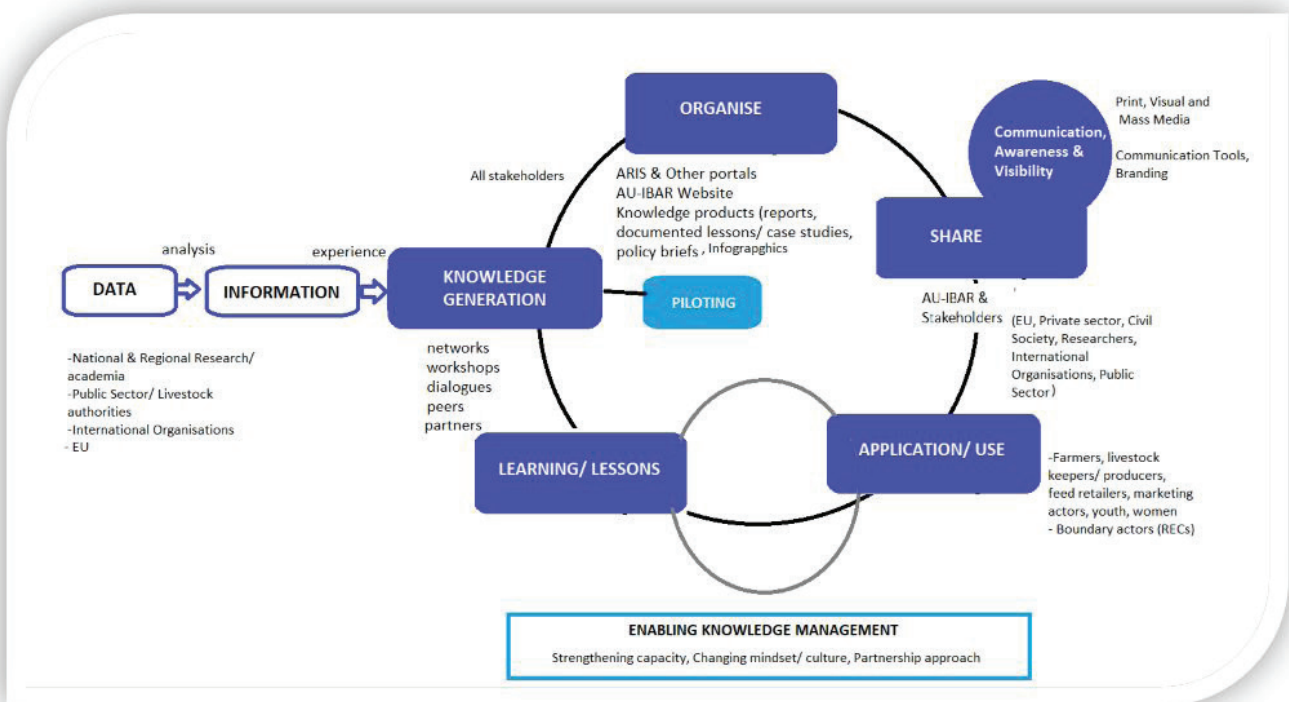 ORGANISE
Communication,
Awareness &
Visibility
Print, Visual and
Mass Media
Communication Tools,
Branding
All stakeholders
ARIS & Other portals
AU-IBAR Website
Knowledge products (reports,
documented lessons/ case studies,
policy briefs , Infograpghics
SHARE
analysis
experience
DATA
INFORMATION
KNOWLEDGE
GENERATION
PILOTING
AU-IBAR &
Stakeholders
(EU, Private sector, Civil
Society, Researchers,
International
Organisations, Public
Sector)
-National & Regional Research/
academia
-Public Sector/ Livestock
authorities
-International Organisations
- EU
networks
workshops
dialogues
peers
partners
LEARNING/ LESSONS
APPLICATION/ USE
-Farmers, livestock
keepers/ producers,
feed retailers, marketing
actors, youth, women
- Boundary actors (RECs)
ENABLING KNOWLEDGE MANAGEMENT
Strengthening capacity, Changing mindset/ culture, Partnership approach